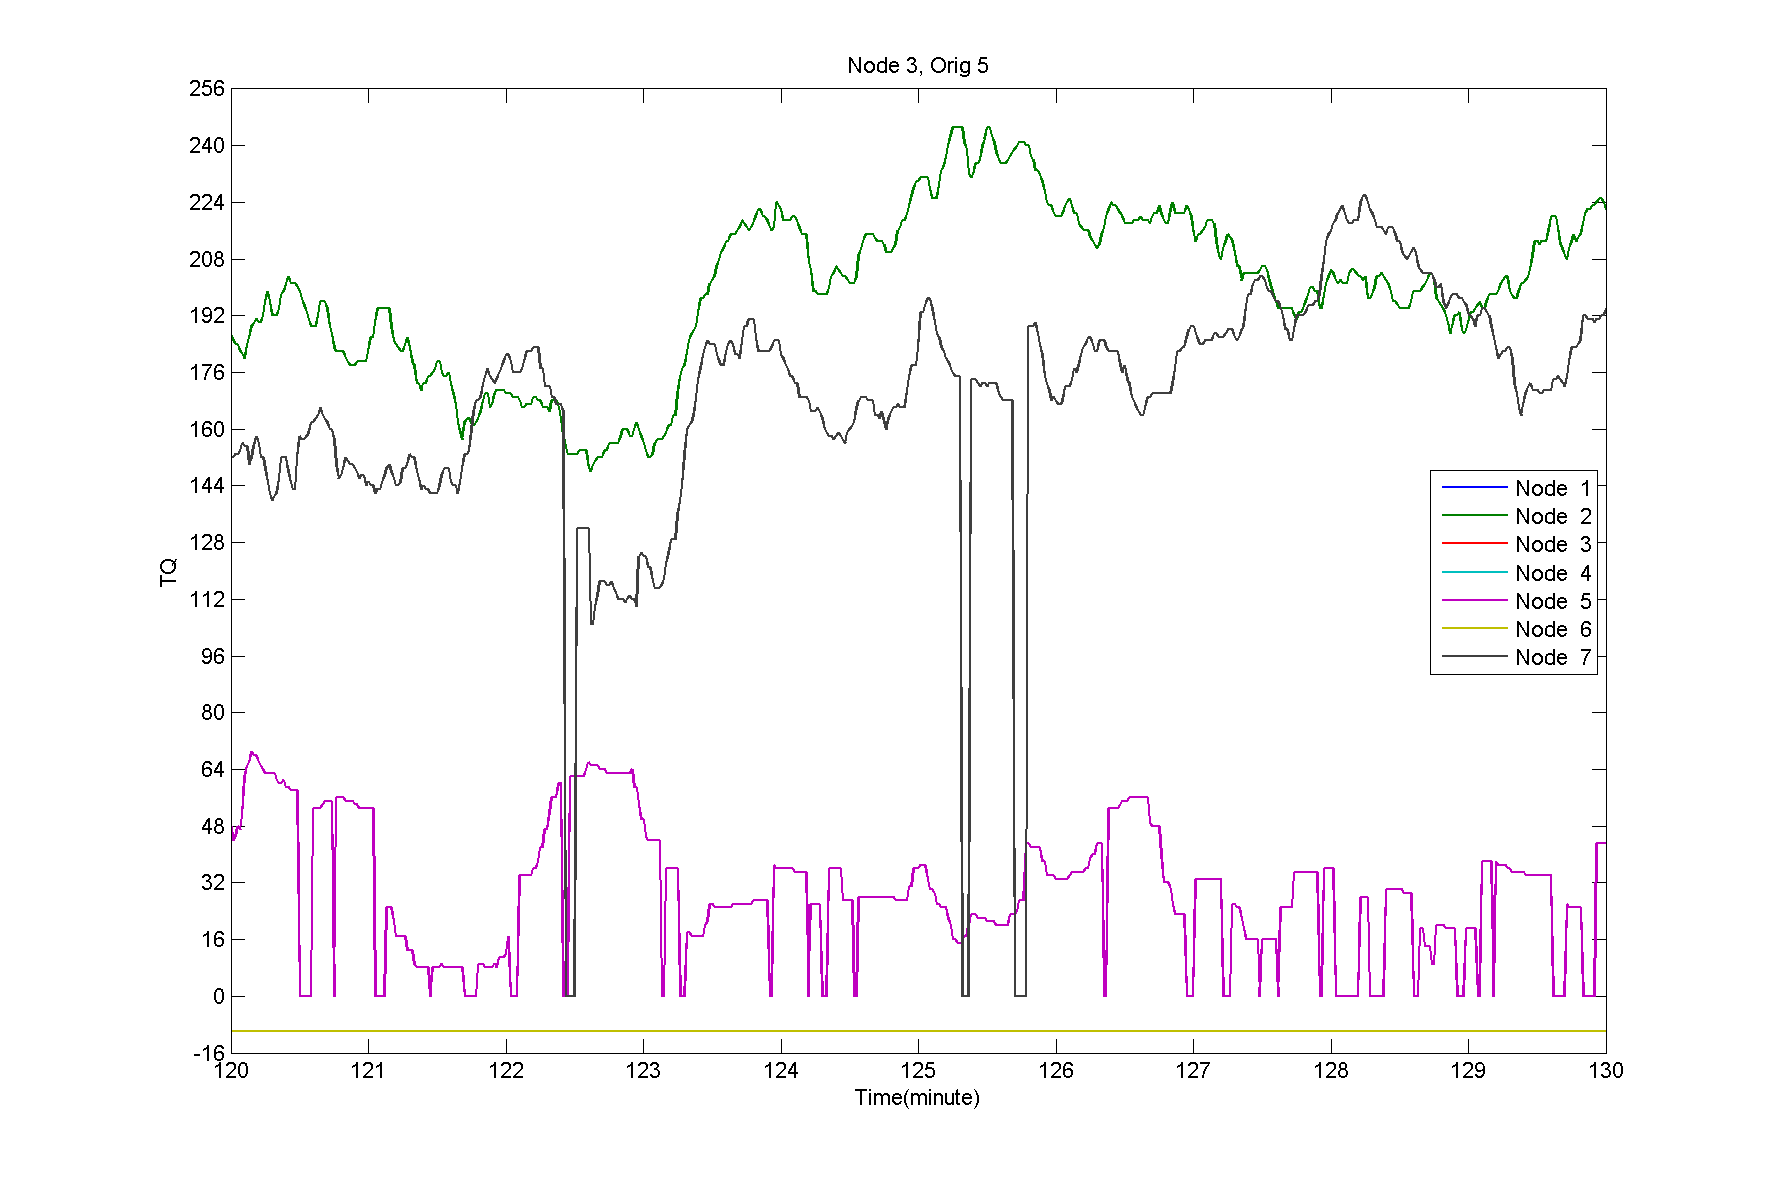 Node 3, Orig 5
256
240
224
208
192
176
160
144
128
112
96
80
64
48
32
16
0
-16
TQ
Node 1
Node 2
Node 3
Node 4
Node 5
Node 6
Node 7
120 121 122 123 124 125 126 127 128 129 130
Time(minute)